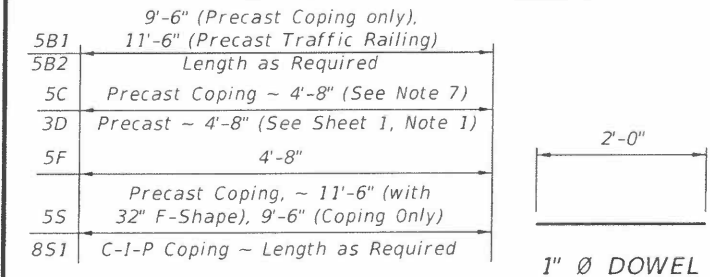 9'-6" (Precast Coping only),
5B1 11'-6" (Precast Traffic Railing)
5B2 Length as Required
5C Precast Coping ~ 4'-8" (See Note 7)
3D Precast ~ 4'-8" (See Sheet 1, Note 1)
5F 4'-8"
Precast Coping, ~ 11'-6" (with
5S 32" F-Shape), 9'-6" (Coping Only)
8S1 C-I-P Coping ~ Length as Required
2'-0"
1" Ø DOWEL